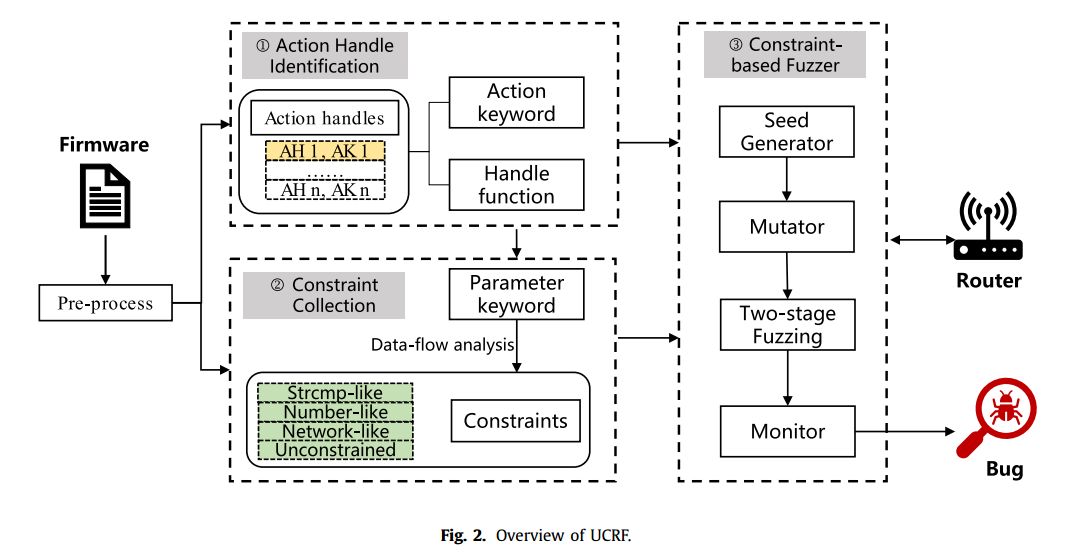 Firmware
Pre-process
① Action Handle
Identification
Action handles
AH 1, AK 1
......
AH n, AK n
Action
keyword
Handle
function
② Constraint
Collection
Parameter
keyword
Data-flow analysis
Strcmp-like
Number-like
Network-like
Unconstrained
Constraints
③ Constraint-
based Fuzzer
Seed
Generator
Mutator
Two-stage
Fuzzing
Monitor
Router
Bug
Fig. 2. Overview of UCRF.